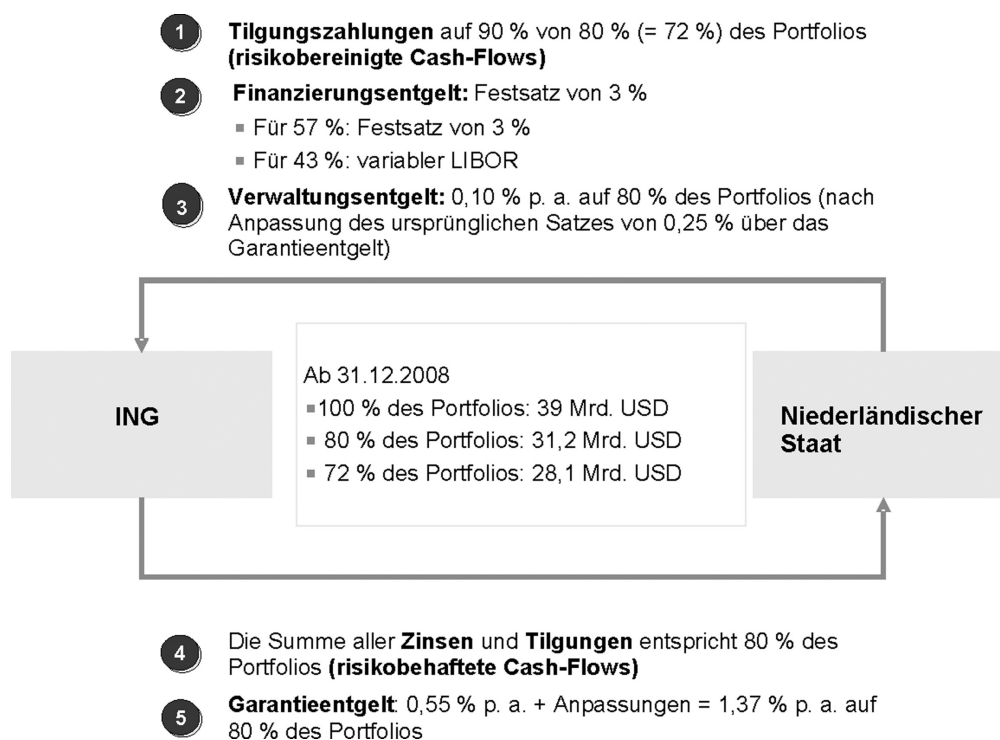 1 Tilgungszahlungen auf 90 % von 80 % (= 72 %) des Portfolios
(risikobereinigte Cash-Flows)
2 Finanzierungsentgelt: Festsatz von 3 %
▪ Für 57 %: Festsatz von 3 %
▪ Für 43 %: variabler LIBOR
3 Verwaltungsentgelt: 0,10 % p. a. auf 80 % des Portfolios (nach
Anpassung des ursprünglichen Satzes von 0,25 % über das
Garantieentgelt)
ING
Ab 31.12.2008
▪100 % des Portfolios: 39 Mrd. USD
▪ 80 % des Portfolios: 31,2 Mrd. USD
▪ 72 % des Portfolios: 28,1 Mrd. USD
Niederländischer
Staat
4 Die Summe aller Zinsen und Tilgungen entspricht 80 % des
Portfolios (risikobehaftete Cash-Flows)
5 Garantieentgelt: 0,55 % p. a. + Anpassungen = 1,37 % p. a. auf
80 % des Portfolios